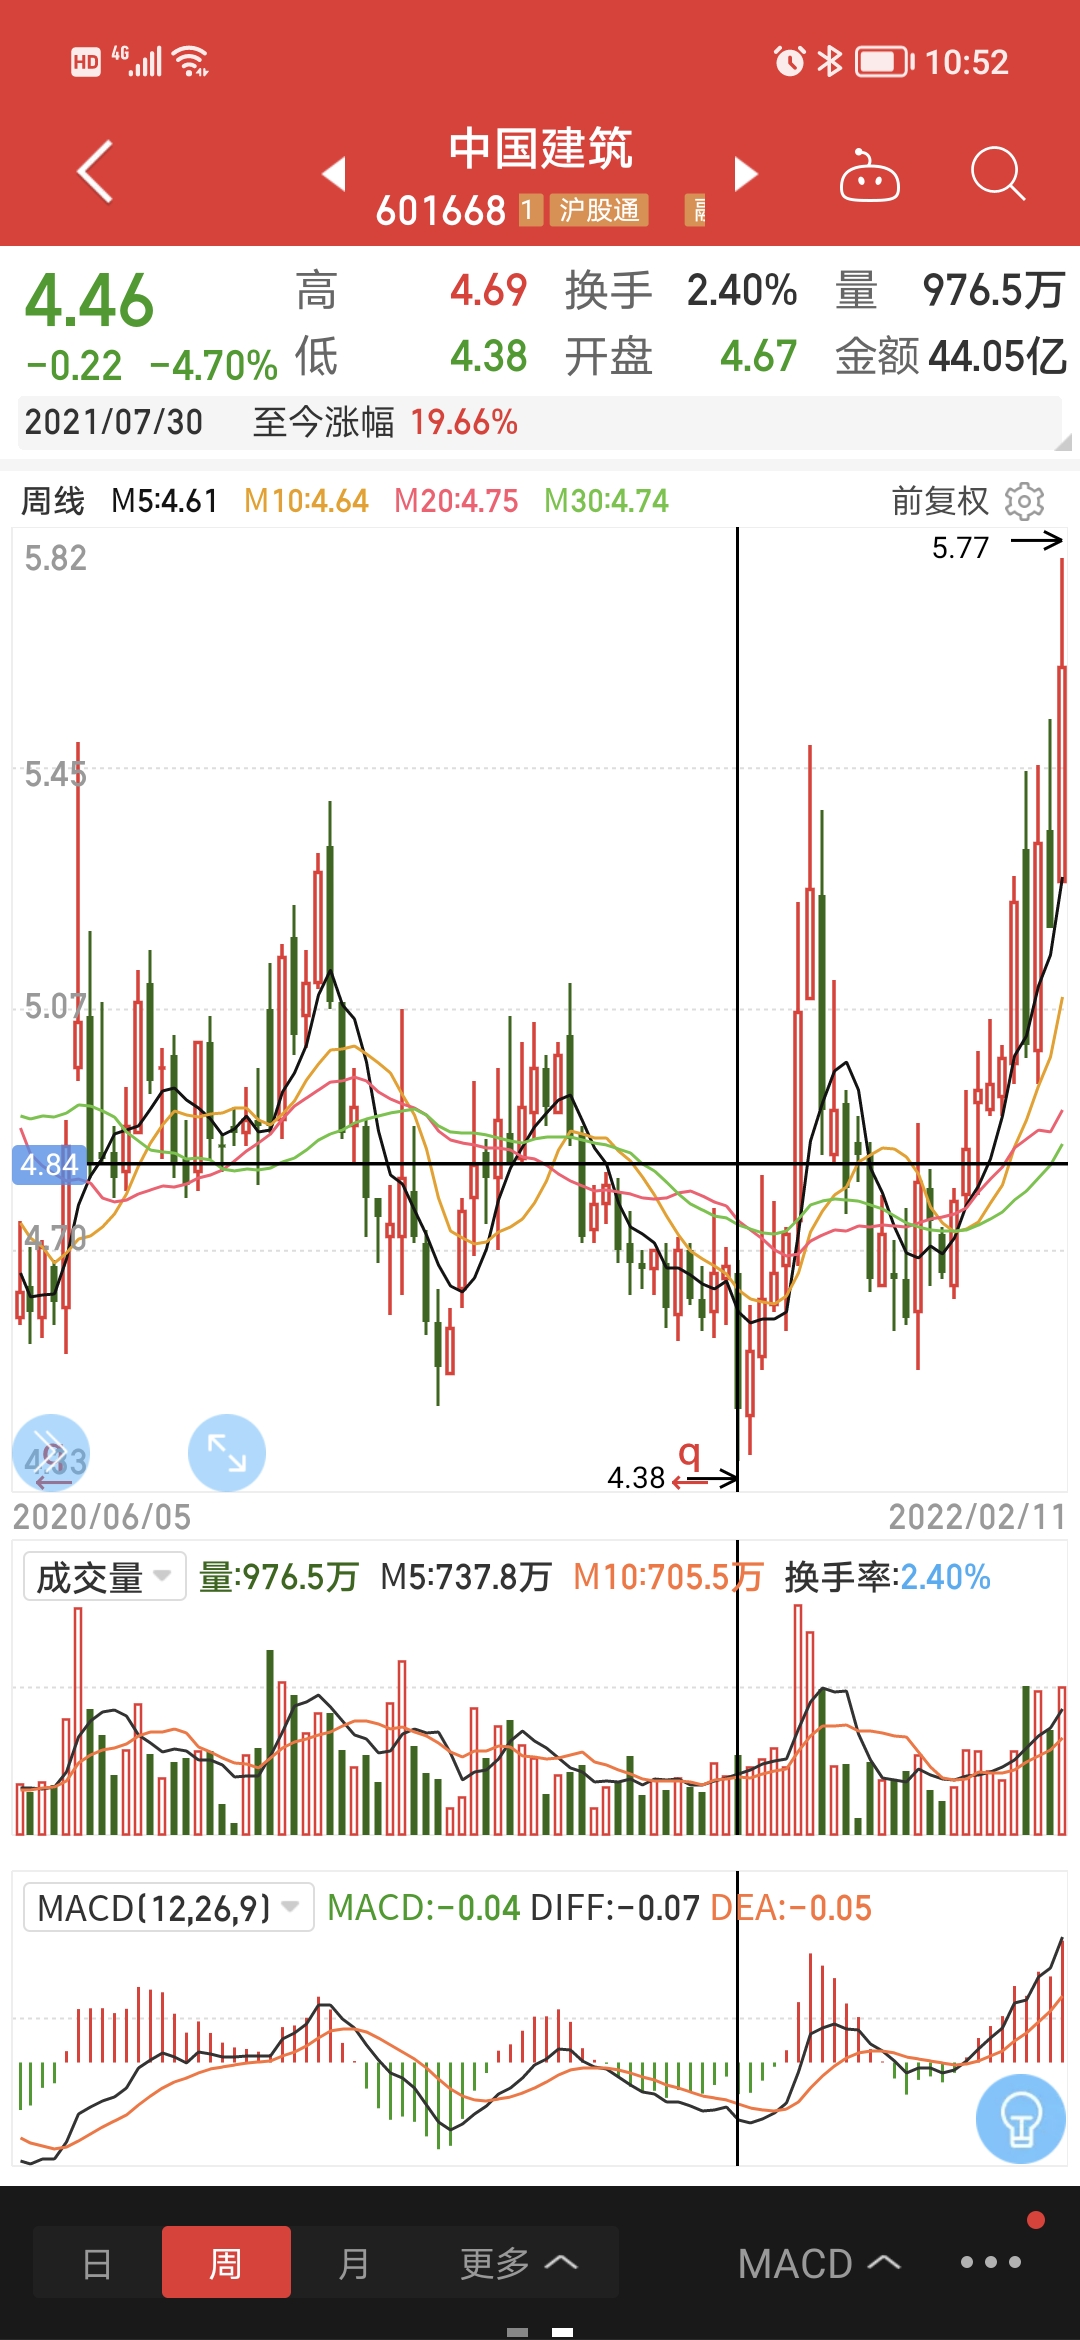 HD 4G 10:52
中国建筑
601668 1 沪股通
4.46 高 4.69 换手 2.40% 量 976.5万
-0.22 -4.70% 低 4.38 开盘 4.67 金额 44.05亿
2021/07/30 至今涨幅 19.66%
周线 M5:4.61 M10:4.64 M20:4.75 M30:4.74 前复权
5.82
5.77
5.45
5.07
4.84
4.70
q
4.38
2020/06/05 2022/02/11
成交量 量:976.5万 M5:737.8万 M10:705.5万 换手率:2.40%
MACD(12,26,9) MACD:-0.04 DIFF:-0.07 DEA:-0.05
日 周 月 更多 MACD